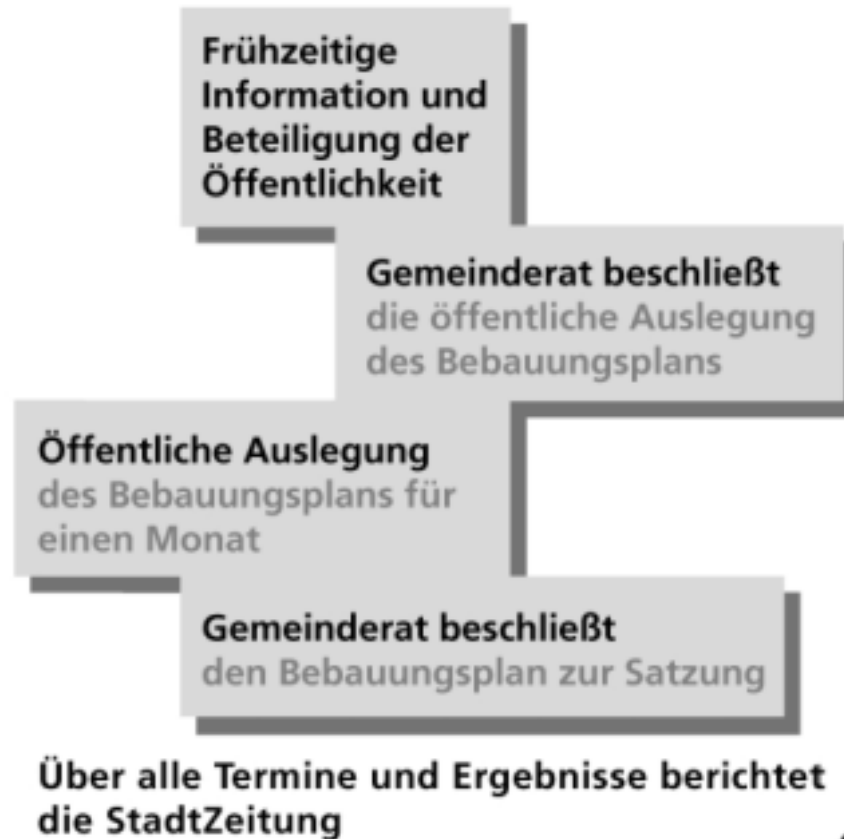 Frühzeitige
Information und
Beteiligung der
Öffentlichkeit
Gemeinderat beschließt
die öffentliche Auslegung
des Bebauungsplans
Öffentliche Auslegung
des Bebauungsplans für
einen Monat
Gemeinderat beschließt
den Bebauungsplan zur Satzung
Über alle Termine und Ergebnisse berichtet
die StadtZeitung